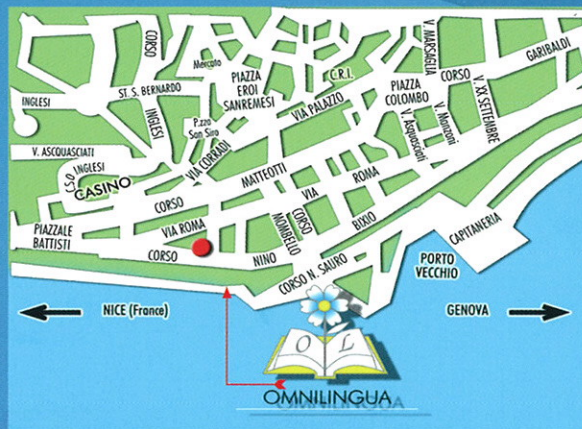 CORSO
INGLESI
Mercato
ST. S. BERNARDO
INGLESI
PIAZZA
EROI
SANREMESI
C.R.I.
V. MARSAGLIA
CORSO
GARIBALDI
PIAZZA
COLOMBO
V. XX SETTEMBRE
V. Manzoni
V. Asquasciati
VIA PALAZZO
P.zza
San Siro
VIA CORRADI
V. ASCQUASCIATI
C.SO INGLESI
CASINO
CORSO
MATTEOTTI
VIA
ROMA
VIA ROMA
PIAZZALE
BATTISTI
CORSO
NINO
BIXIO
CORSO
MOMBELLO
CORSO N. SAURO
CAPITANERIA
PORTO
VECCHIO
NICE (France)
GENOVA
O L
OMNILINGUA